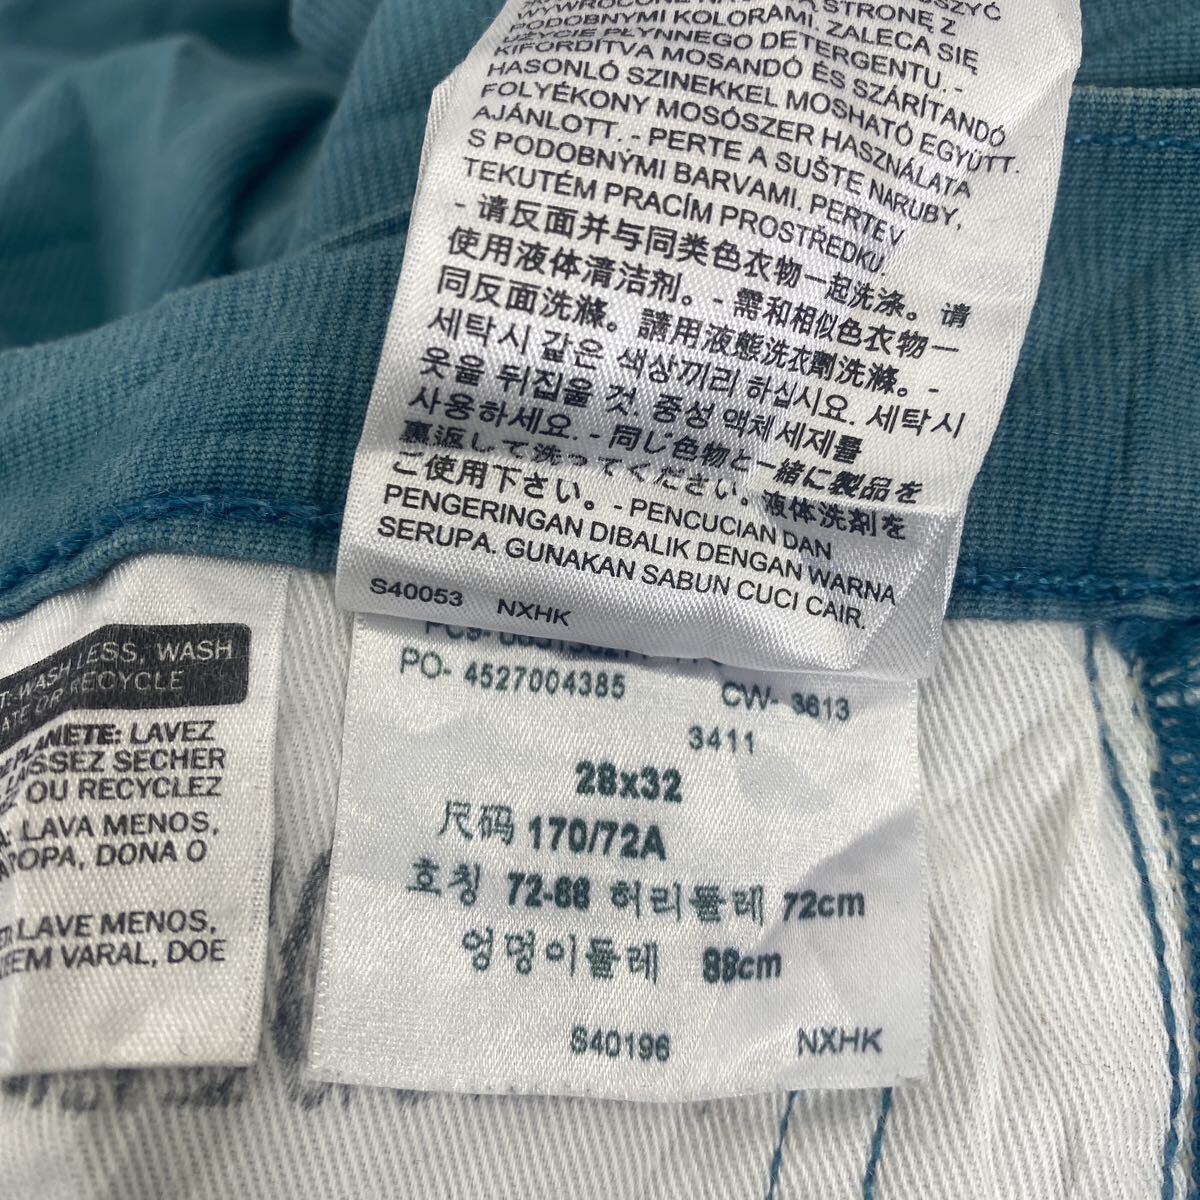 STRONĘ Z
PODOBNYMI KOLORAMI. ZALECA SIĘ
UŻYCIE PŁYNNEGO DETERGENTU. -
KIFORDÍTVA MOSANDÓ ÉS SZÁRÍTANDÓ
HASONLÓ SZINEKKEL MOSHATÓ EGYÜTT.
FOLYÉKONY MOSÓSZER HASZNÁLATA
AJÁNLOTT. - PERTE A SUŠTE NARUBY,
S PODOBNÝMI BARVAMI. PERTE V
TEKUTÉM PRACÍM PROSTŘEDKU.
- 请反面并与同类色衣物一起洗涤。请
使用液体清洁剂。- 需和相似色衣物一
同反面洗滌。請用液態洗衣劑洗滌。-
세탁시 같은 색상끼리 하십시요. 세탁시
옷을 뒤집을 것. 중성 액체세제를
사용하세요. - 同じ色物と一緒に製品を
裏返して洗ってください。液体洗剤を
ご使用下さい。- PENCUCIAN DAN
PENGERINGAN DIBALIK DENGAN WARNA
SERUPA. GUNAKAN SABUN CUCI CAIR.
S40053 NXHK
PO- 4527004385 CW- 3613
3411
28x32
尺码 170/72A
호칭 72-88 허리둘레 72cm
엉덩이둘레 88cm
S40196 NXHK
WASH LESS, WASH
OR RECYCLE
PLANETE: LAVEZ
LAISSEZ SECHER
OU RECYCLEZ
LAVA MENOS,
ROPA, DONA O
LAVE MENOS,
EM VARAL, DOE